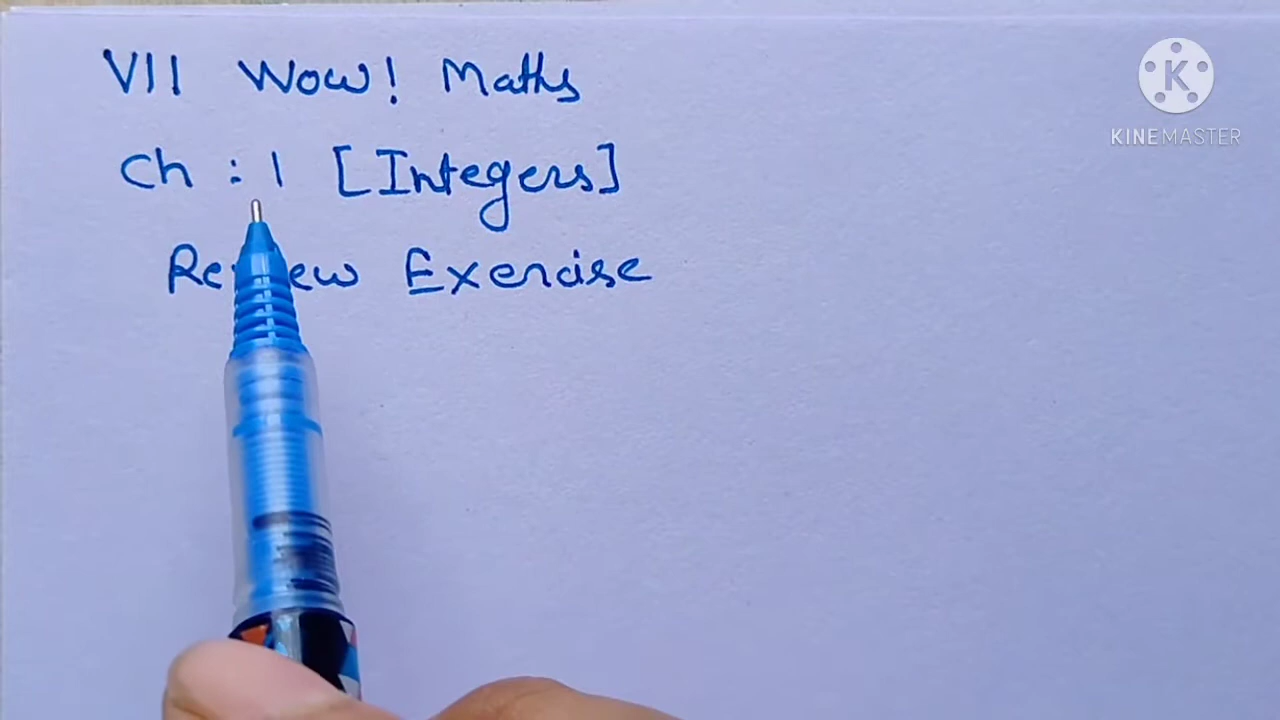 VII Wow! Maths
Ch : 1 [Integers]
Exercise
K
KINEMASTER